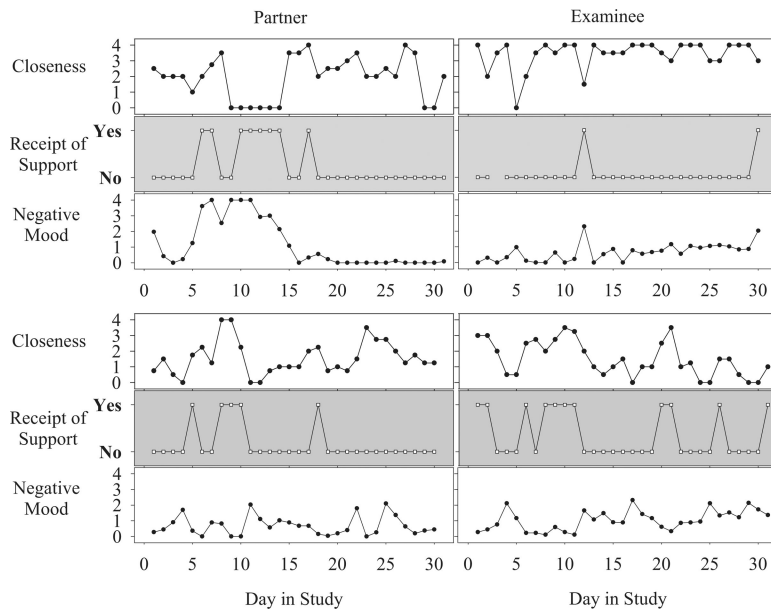 Partner Examinee
Closeness
4
3
2
1
0
Receipt of
Support
Yes
No
Negative
Mood
4
3
2
1
0
0 5 10 15 20 25 30 0 5 10 15 20 25 30
Closeness
4
3
2
1
0
Receipt of
Support
Yes
No
Negative
Mood
4
3
2
1
0
0 5 10 15 20 25 30 0 5 10 15 20 25 30
Day in Study Day in Study